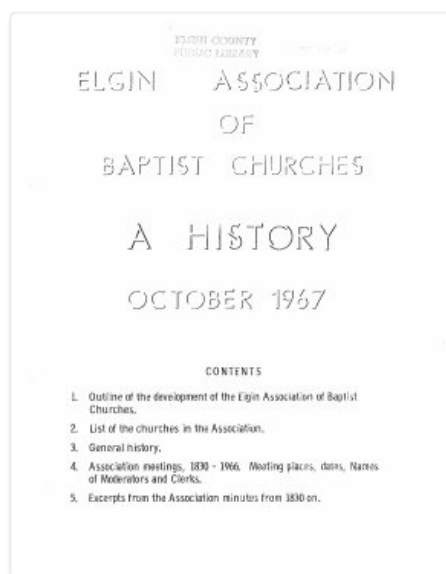 ELGIN COUNTY
PUBLIC LIBRARY
ELGIN ASSOCIATION
OF
BAPTIST CHURCHES
A HISTORY
OCTOBER 1967
CONTENTS
1. Outline of the development of the Elgin Association of Baptist
Churches.
2. List of the churches in the Association.
3. General history.
4. Association meetings, 1830 - 1966. Meeting places, dates, Names
of Moderators and Clerks.
5. Excerpts from the Association minutes from 1830 on.